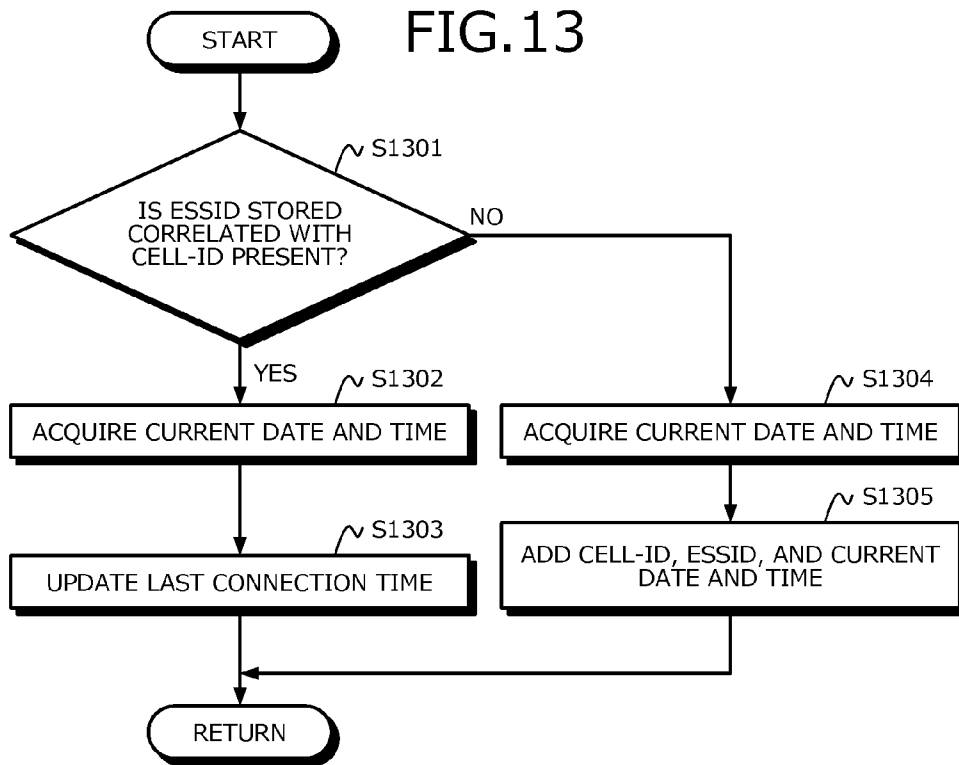 START
FIG.13
S1301
IS ESSID STORED
CORRELATED WITH
CELL-ID PRESENT?
NO
YES
S1302
ACQUIRE CURRENT DATE AND TIME
S1303
UPDATE LAST CONNECTION TIME
S1304
ACQUIRE CURRENT DATE AND TIME
S1305
ADD CELL-ID, ESSID, AND CURRENT
DATE AND TIME
RETURN